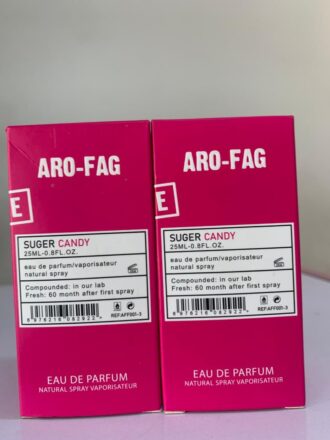 ARO-FAG
E
SUGER CANDY
25ML-0.8FL.OZ.
eau de parfum/vaporisateur
natural spray
Compounded: in our lab
Fresh: 60 month after first spray
8976216082922
REF:AFF001-3
EAU DE PARFUM
NATURAL SPRAY VAPORISATEUR
ARO-FAG
E
SUGER CANDY
25ML-0.8FL.OZ.
eau de parfum/vaporisateur
natural spray
Compounded: in our lab
Fresh: 60 month after first spray
8976216082922
REF:AFF001-3
EAU DE PARFUM
NATURAL SPRAY VAPORISATEUR